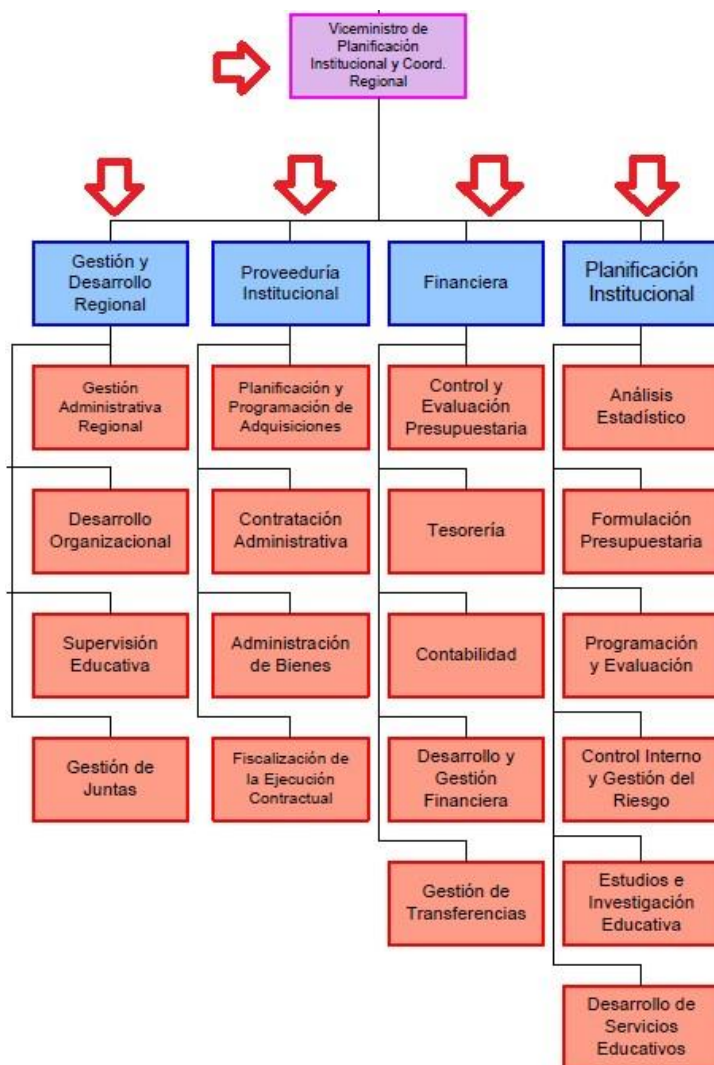 Viceministro de
Planificación
Institucional y Coord.
Regional
Gestión y
Desarrollo
Regional
Proveeduría
Institucional
Financiera
Planificación
Institucional
Gestión
Administrativa
Regional
Planificación y
Programación de
Adquisiciones
Control y
Evaluación
Presupuestaria
Análisis
Estadístico
Desarrollo
Organizacional
Contratación
Administrativa
Tesorería
Formulación
Presupuestaria
Supervisión
Educativa
Administración
de Bienes
Contabilidad
Programación
y Evaluación
Gestión de
Juntas
Fiscalización de
la Ejecución
Contractual
Desarrollo y
Gestión
Financiera
Control Interno
y Gestión del
Riesgo
Gestión de
Transferencias
Estudios e
Investigación
Educativa
Desarrollo de
Servicios
Educativos